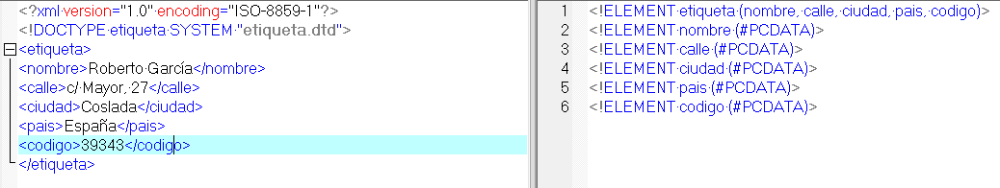 <?xml version="1.0" encoding="ISO-8859-1"?>
<!DOCTYPE etiqueta SYSTEM "etiqueta.dtd">
<etiqueta>
<nombre>Roberto García</nombre>
<calle>c/ Mayor, 27</calle>
<ciudad>Coslada</ciudad>
<pais>España</pais>
<codigo>39343</codigo>
</etiqueta>
1 <!ELEMENT etiqueta (nombre, calle, ciudad, pais, codigo)>
2 <!ELEMENT nombre (#PCDATA)>
3 <!ELEMENT calle (#PCDATA)>
4 <!ELEMENT ciudad (#PCDATA)>
5 <!ELEMENT pais (#PCDATA)>
6 <!ELEMENT codigo (#PCDATA)>